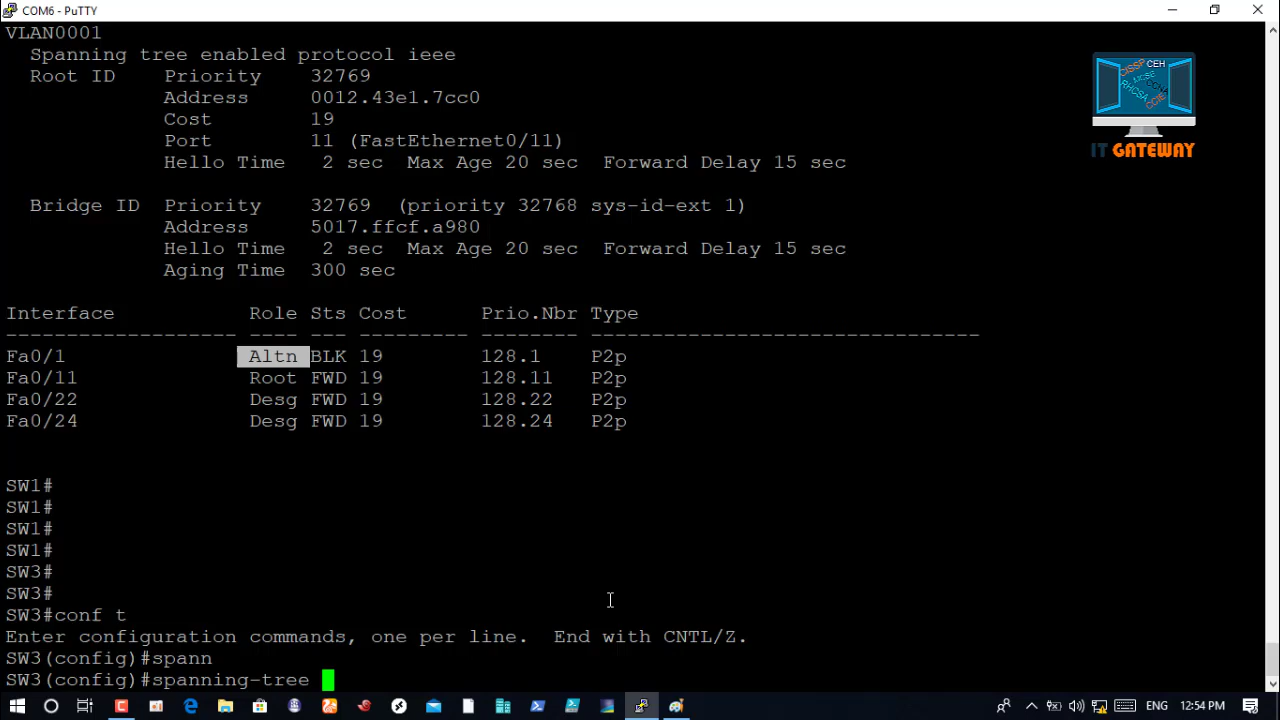 COM6 - PuTTY
VLAN0001
Spanning tree enabled protocol ieee
Root ID    Priority    32769
Address     0012.43e1.7cc0
Cost        19
Port        11 (FastEthernet0/11)
Hello Time   2 sec  Max Age 20 sec  Forward Delay 15 sec
Bridge ID  Priority    32769  (priority 32768 sys-id-ext 1)
Address     5017.ffcf.a980
Hello Time   2 sec  Max Age 20 sec  Forward Delay 15 sec
Aging Time  300 sec
Interface           Role Sts Cost      Prio.Nbr Type
------------------- ---- --- --------- -------- --------------------------------
Fa0/1               Altn BLK 19        128.1    P2p
Fa0/11              Root FWD 19        128.11   P2p
Fa0/22              Desg FWD 19        128.22   P2p
Fa0/24              Desg FWD 19        128.24   P2p
SW1#
SW1#
SW1#
SW1#
SW3#
SW3#
SW3#conf t
Enter configuration commands, one per line.  End with CNTL/Z.
SW3(config)#spann
SW3(config)#spanning-tree
CISSP CEH
MCSE
RHCSA
CCIE
IT GATEWAY
ENG 12:54 PM